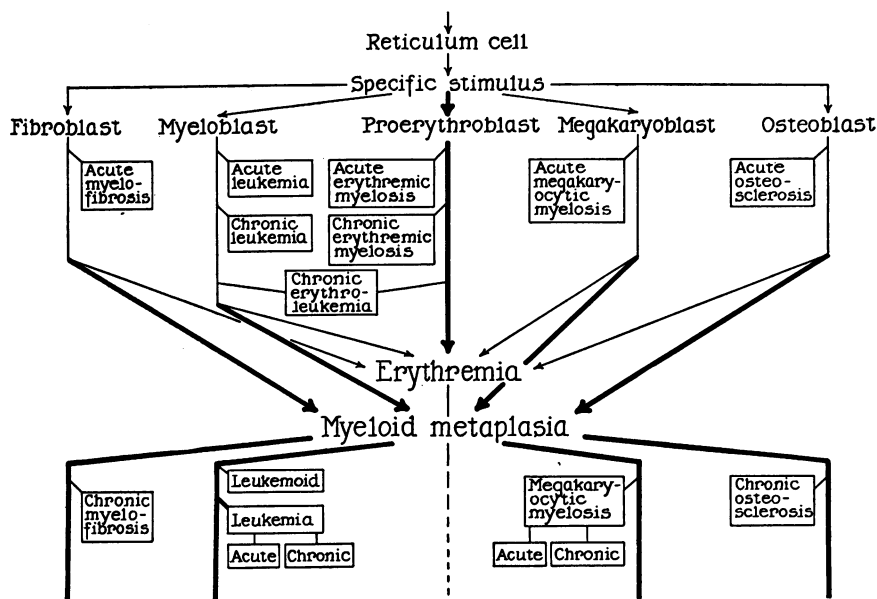 Reticulum cell
Specific stimulus
Fibroblast
Myeloblast
Proerythroblast
Megakaryoblast
Osteoblast
Acute
myelo-
fibrosis
Acute
leukemia
Acute
erythremic
myelosis
Acute
megakary-
ocytic
myelosis
Acute
osteo-
sclerosis
Chronic
leukemia
Chronic
erythremic
myelosis
Chronic
erythro-
leukemia
Erythremia
Myeloid metaplasia
Chronic
myelo-
fibrosis
Leukemoid
Leukemia
Acute
Chronic
Megakary-
ocytic
myelosis
Acute
Chronic
Chronic
osteo-
sclerosis